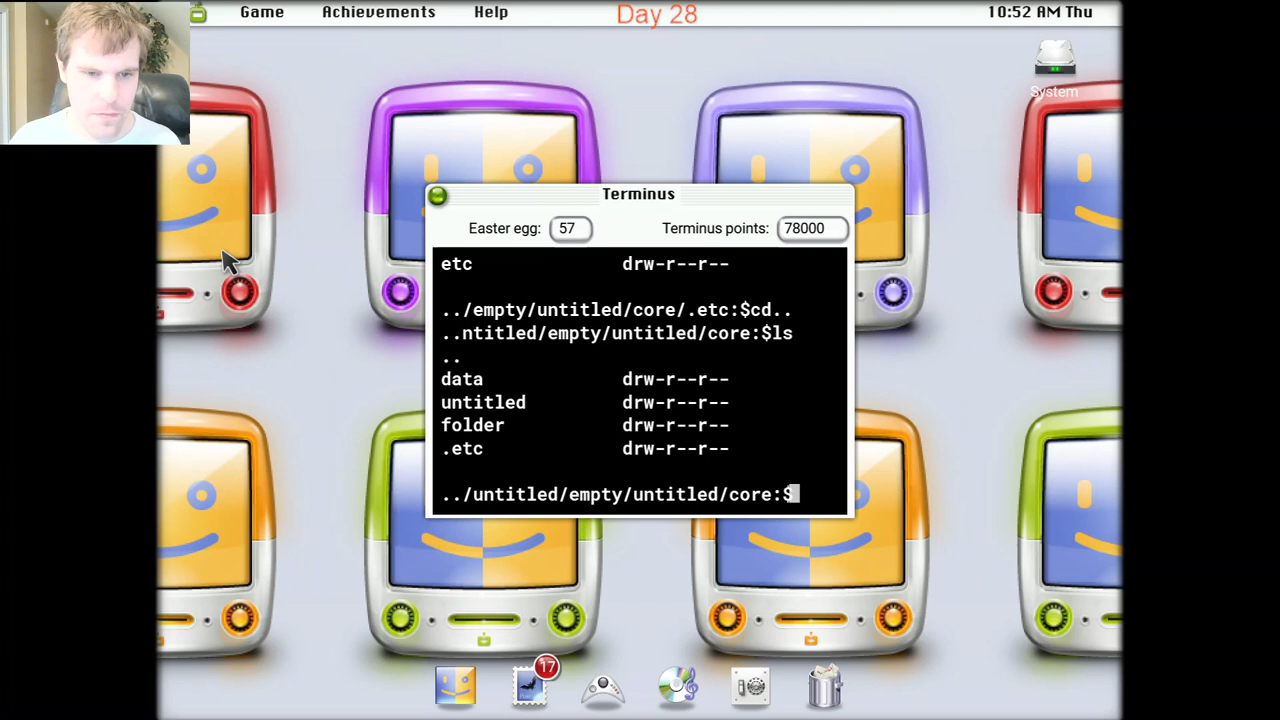 Game Achievements Help Day 28 10:52 AM Thu
System
Terminus
Easter egg: 57 Terminus points: 78000
etc drw-r--r--
../empty/untitled/core/.etc:$cd..
..ntitled/empty/untitled/core:$ls
..
data drw-r--r--
untitled drw-r--r--
folder drw-r--r--
.etc drw-r--r--
../untitled/empty/untitled/core:$
17